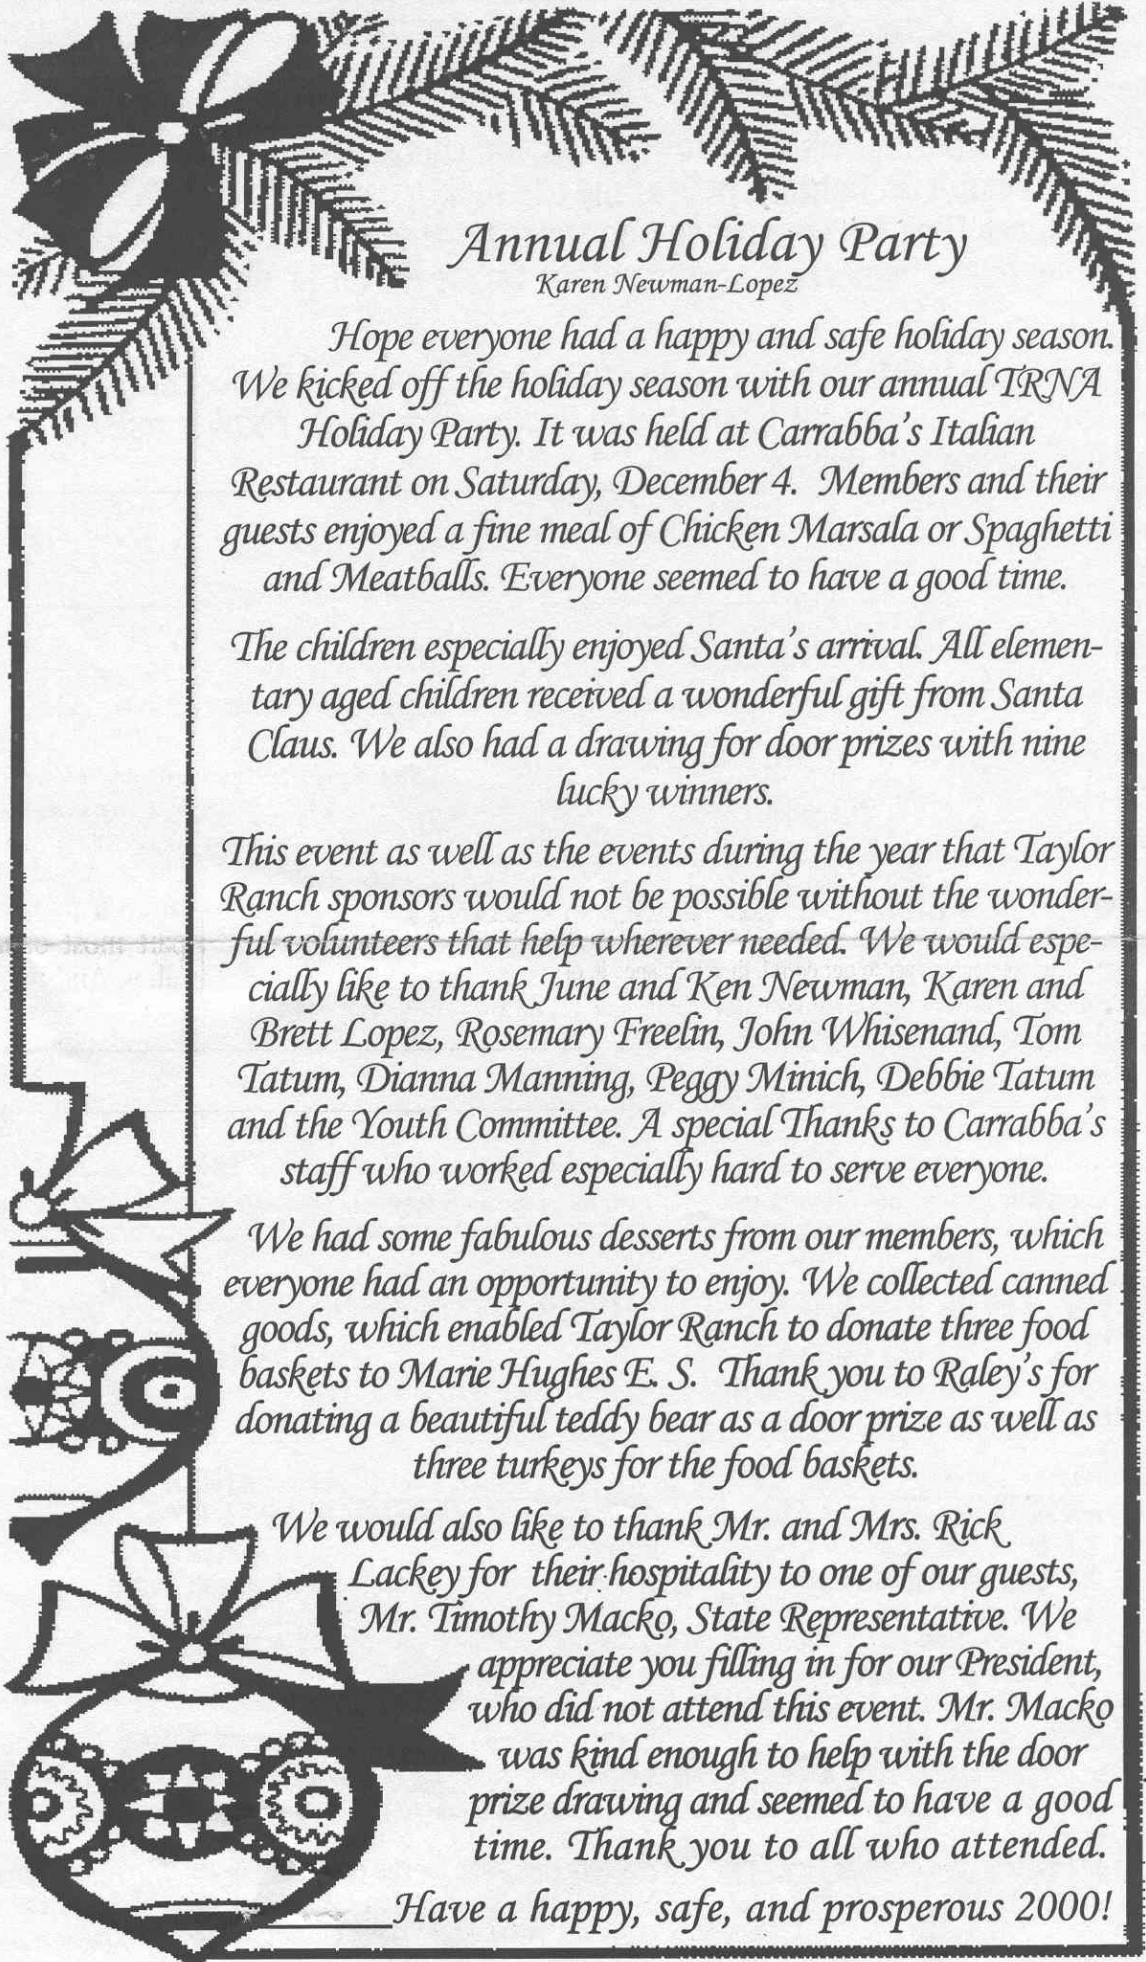 Annual Holiday Party
Karen Newman-Lopez
Hope everyone had a happy and safe holiday season.
We kicked off the holiday season with our annual TRNA
Holiday Party. It was held at Carrabba's Italian
Restaurant on Saturday, December 4. Members and their
guests enjoyed a fine meal of Chicken Marsala or Spaghetti
and Meatballs. Everyone seemed to have a good time.
The children especially enjoyed Santa's arrival. All elemen-
tary aged children received a wonderful gift from Santa
Claus. We also had a drawing for door prizes with nine
lucky winners.
This event as well as the events during the year that Taylor
Ranch sponsors would not be possible without the wonder-
ful volunteers that help wherever needed. We would espe-
cially like to thank June and Ken Newman, Karen and
Brett Lopez, Rosemary Freelin, John Whisenand, Tom
Tatum, Dianna Manning, Peggy Minich, Debbie Tatum
and the Youth Committee. A special Thanks to Carrabba's
staff who worked especially hard to serve everyone.
We had some fabulous desserts from our members, which
everyone had an opportunity to enjoy. We collected canned
goods, which enabled Taylor Ranch to donate three food
baskets to Marie Hughes E. S. Thank you to Raley's for
donating a beautiful teddy bear as a door prize as well as
three turkeys for the food baskets.
We would also like to thank Mr. and Mrs. Rick
Lackey for their hospitality to one of our guests,
Mr. Timothy Macko, State Representative. We
appreciate you filling in for our President,
who did not attend this event. Mr. Macko
was kind enough to help with the door
prize drawing and seemed to have a good
time. Thank you to all who attended.
Have a happy, safe, and prosperous 2000!